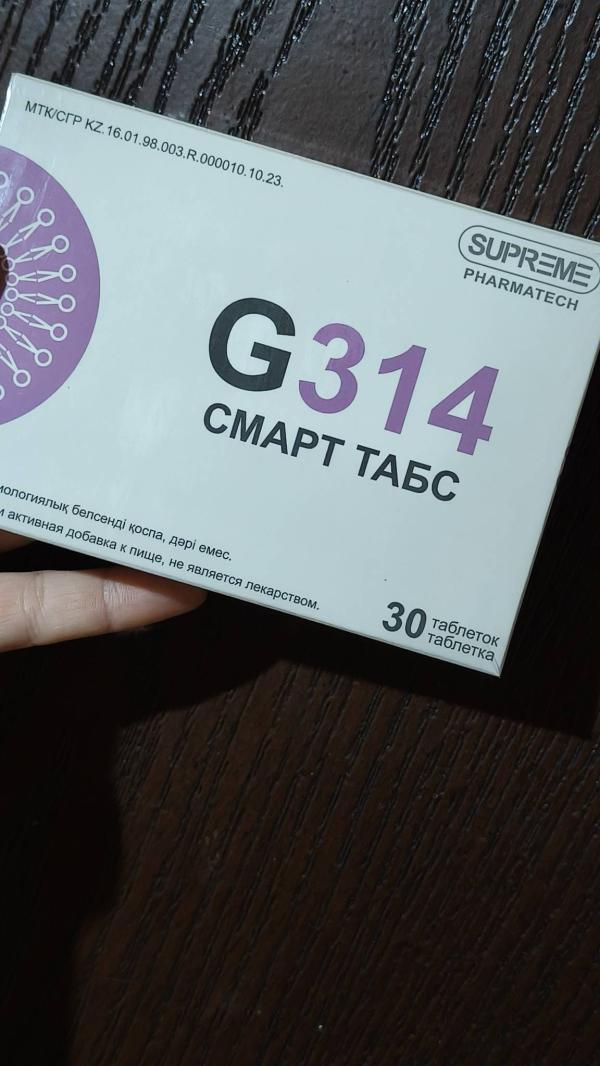 МТК/СГР KZ.16.01.98.003.R.000010.10.23.
SUPREME
PHARMATECH
G314
СМАРТ ТАБС
белсенді қоспа, дәрі емес.
активная добавка к пище, не является лекарством.
30 таблеток
таблетка